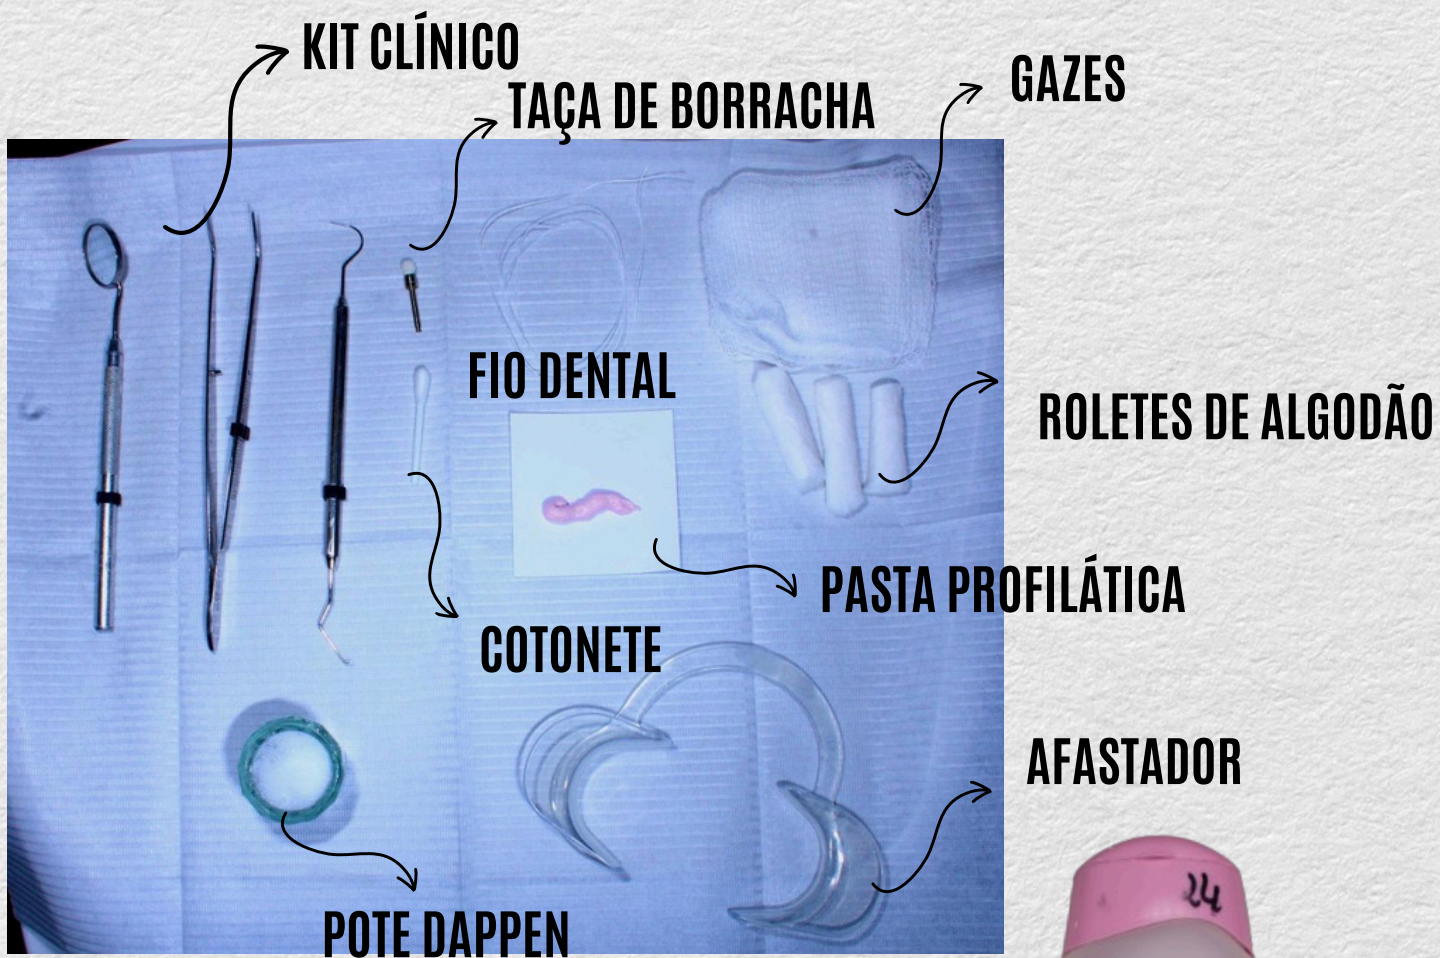 KIT CLÍNICO
TAÇA DE BORRACHA
GAZES
FIO DENTAL
ROLETES DE ALGODÃO
PASTA PROFILÁTICA
COTONETE
AFASTADOR
24
POTE DAPPEN